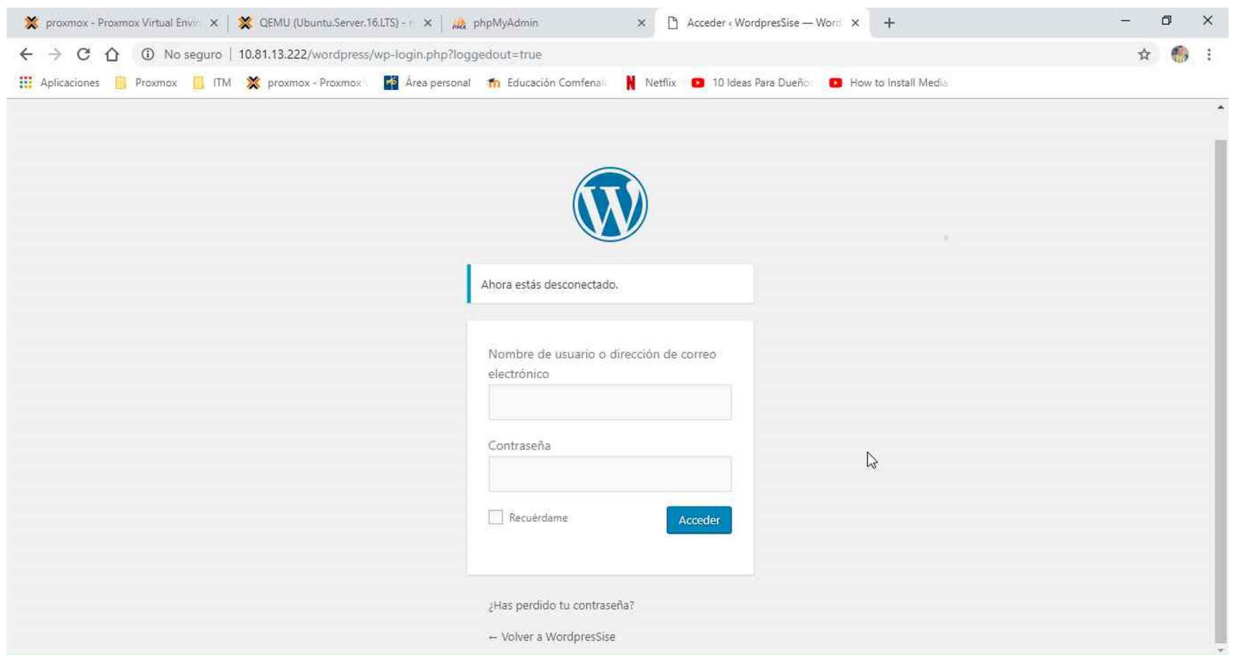 proxmox - Proxmox Virtual Envir
QEMU (Ubuntu.Server.16.LTS) - n
phpMyAdmin
Acceder ‹ WordpresSise — Word
No seguro | 10.81.13.222/wordpress/wp-login.php?loggedout=true
Aplicaciones
Proxmox
ITM
proxmox - Proxmox
Área personal
Educación Comfenal
Netflix
10 Ideas Para Dueño
How to Install Media
Ahora estás desconectado.
Nombre de usuario o dirección de correo
electrónico
Contraseña
Recuérdame
Acceder
¿Has perdido tu contraseña?
← Volver a WordpresSise